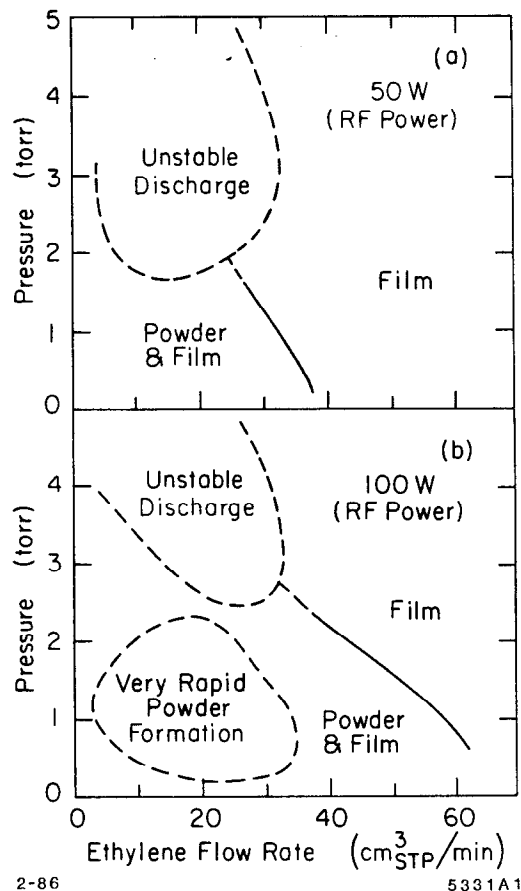 5
(a)
50 W
(RF Power)
4
Unstable
Discharge
3
Pressure (torr)
2
Film
Powder
& Film
1
0
(b)
Unstable
Discharge
100 W
(RF Power)
4
3
Pressure (torr)
Film
2
Very Rapid
Powder
Formation
1
Powder
& Film
0
0 20 40 60
Ethylene Flow Rate (cm³STP/min)
2-86 5331A1